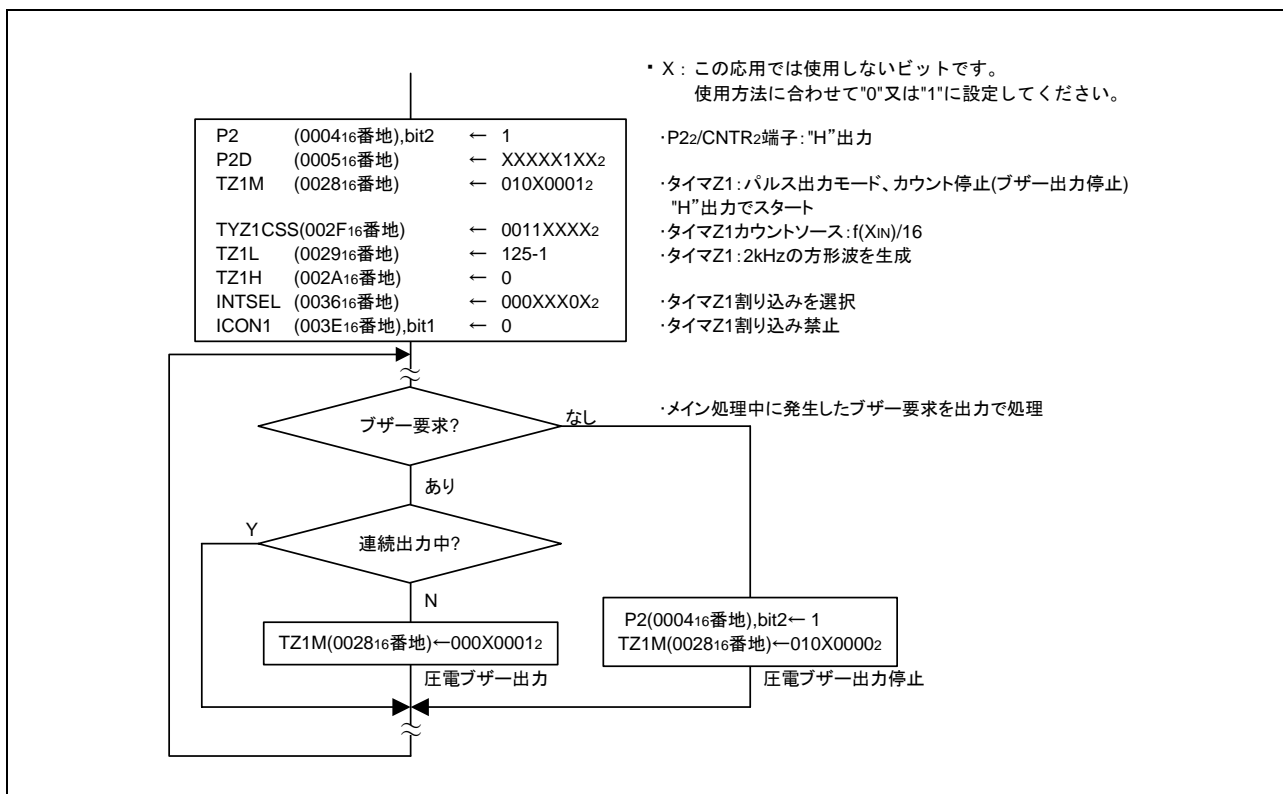 ・ X : この応用では使用しないビットです。
使用方法に合わせて"0"又は"1"に設定してください。
P2 (000416番地),bit2 ← 1
・P22/CNTR2端子:"H"出力
P2D (000516番地) ← XXXXX1XX2
TZ1M (002816番地) ← 010X00012
・タイマZ1:パルス出力モード、カウント停止(ブザー出力停止)
"H"出力でスタート
TYZ1CSS(002F16番地) ← 0011XXXX2
・タイマZ1カウントソース:f(XIN)/16
TZ1L (002916番地) ← 125-1
・タイマZ1:2kHzの方形波を生成
TZ1H (002A16番地) ← 0
INTSEL (003616番地) ← 000XXX0X2
・タイマZ1割り込みを選択
ICON1 (003E16番地),bit1 ← 0
・タイマZ1割り込み禁止
・メイン処理中に発生したブザー要求を出力で処理
ブザー要求?
なし
あり
Y
連続出力中?
N
TZ1M(002816番地)←000X00012
圧電ブザー出力
P2(000416番地),bit2← 1
TZ1M(002816番地)←010X00002
圧電ブザー出力停止